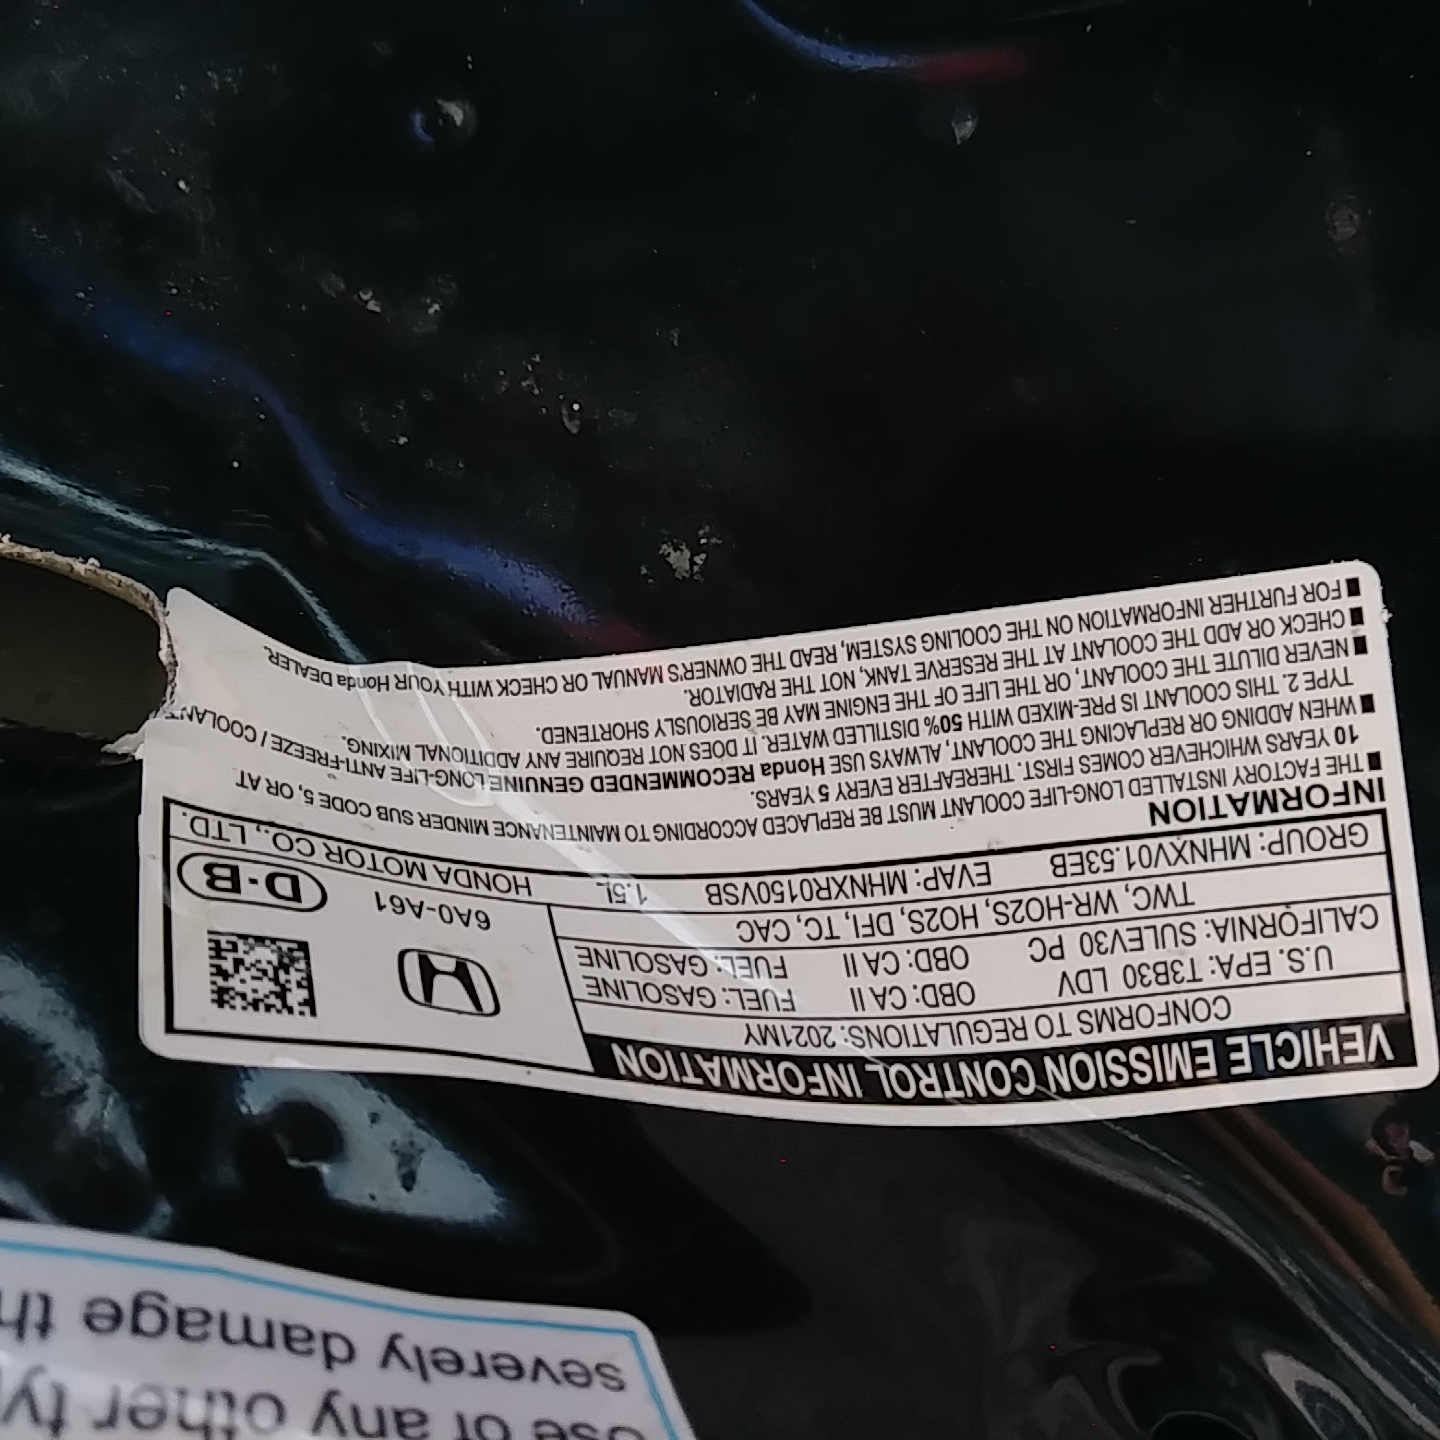 VEHICLE EMISSION CONTROL INFORMATION
CONFORMS TO REGULATIONS: 2021MY
U.S. EPA: T3B30 LDV OBD: CA II FUEL: GASOLINE
CALIFORNIA: SULEV30 PC OBD: CA II FUEL: GASOLINE
TWC, WR-HO2S, HO2S, DFI, TC, CAC
GROUP: MHNXV01.53EB EVAP: MHNXR0150VSB 1.5L
6A0-A61
D-B
HONDA MOTOR CO., LTD.
INFORMATION
■ THE FACTORY INSTALLED LONG-LIFE COOLANT MUST BE REPLACED ACCORDING TO MAINTENANCE MINDER SUB CODE 5, OR AT
10 YEARS WHICHEVER COMES FIRST. THEREAFTER EVERY 5 YEARS.
■ WHEN ADDING OR REPLACING THE COOLANT, ALWAYS USE Honda RECOMMENDED GENUINE LONG-LIFE ANTI-FREEZE / COOLANT
TYPE 2. THIS COOLANT IS PRE-MIXED WITH 50% DISTILLED WATER. IT DOES NOT REQUIRE ANY ADDITIONAL MIXING.
■ NEVER DILUTE THE COOLANT, OR THE LIFE OF THE ENGINE MAY BE SERIOUSLY SHORTENED.
■ CHECK OR ADD THE COOLANT AT THE RESERVE TANK, NOT THE RADIATOR.
■ FOR FURTHER INFORMATION ON THE COOLING SYSTEM, READ THE OWNER'S MANUAL OR CHECK WITH YOUR Honda DEALER.
Use of any other ty
severely damage th